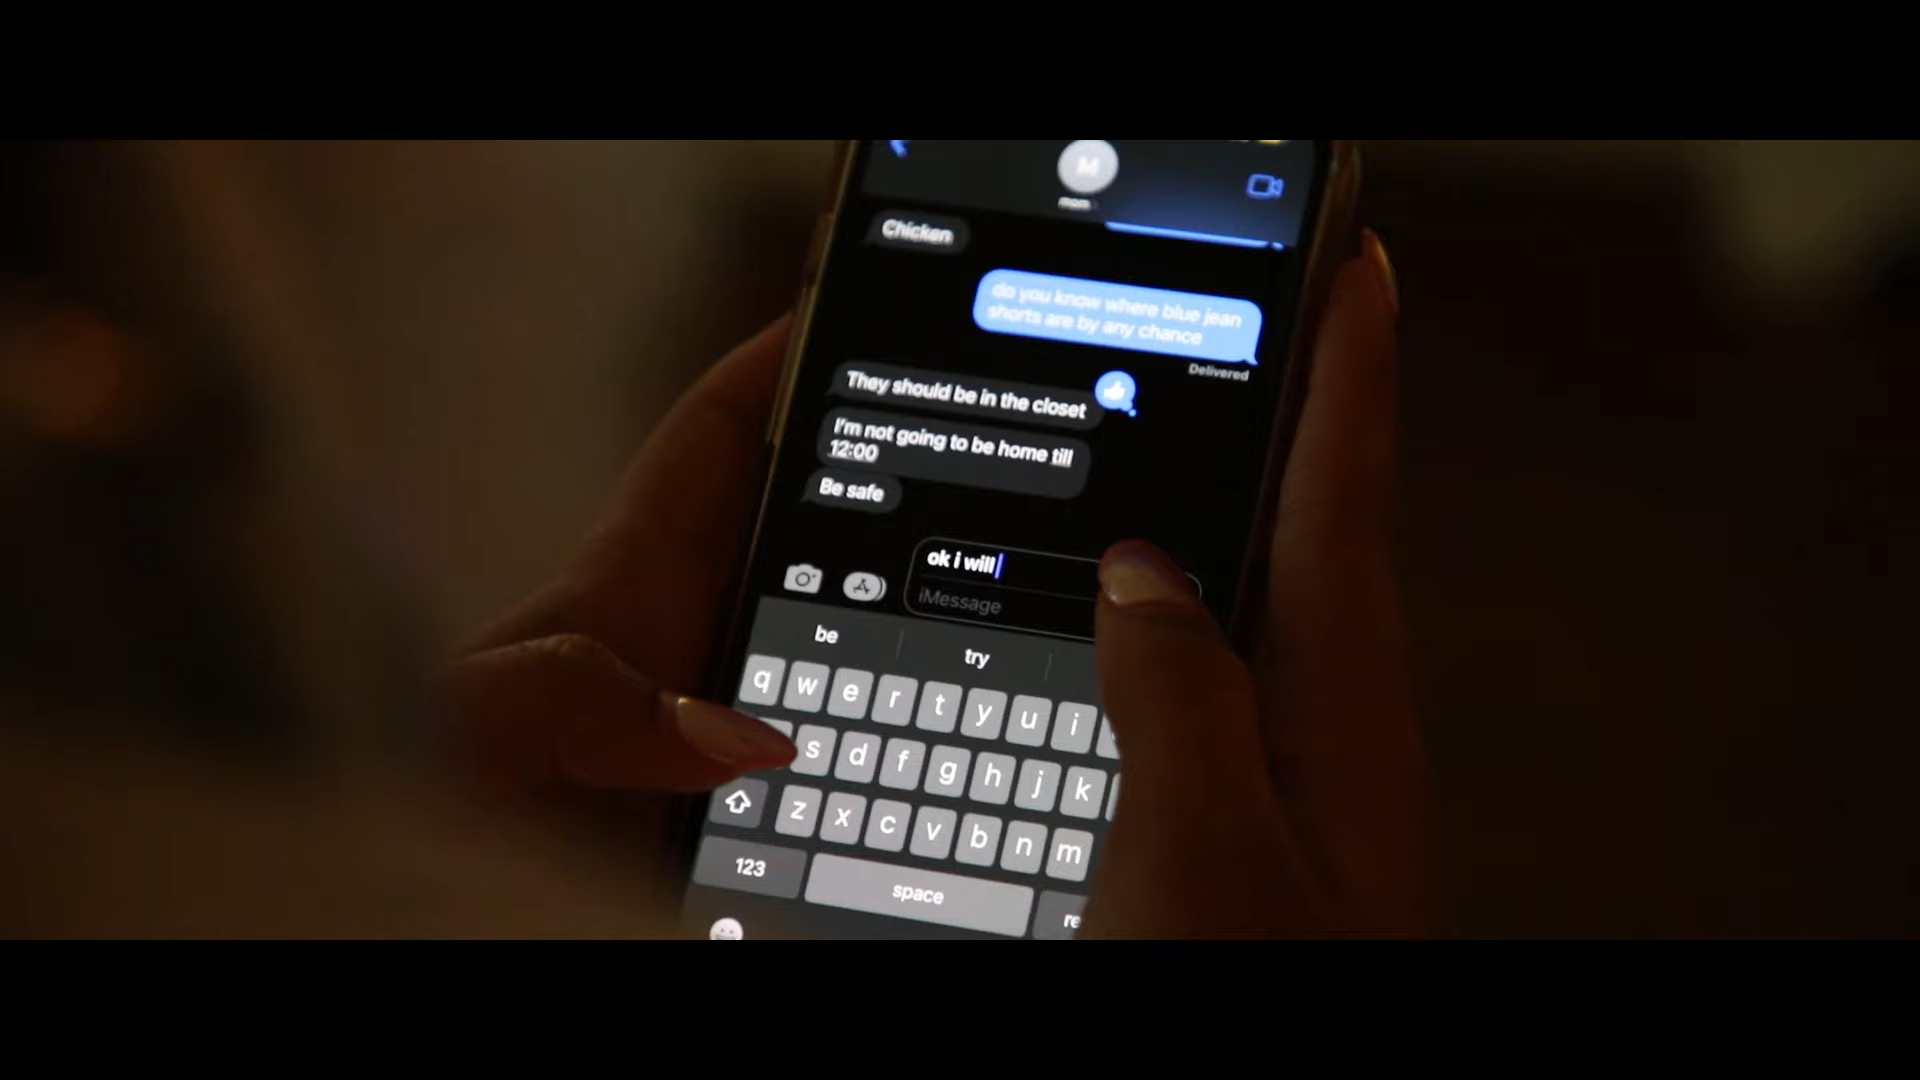 M
mom
Chicken
do you know where blue jean
shorts are by any chance
Delivered
They should be in the closet
I'm not going to be home till
12:00
Be safe
ok i will
iMessage
be
try
q w e r t y u i
s d f g h j k
z x c v b n m
123
space